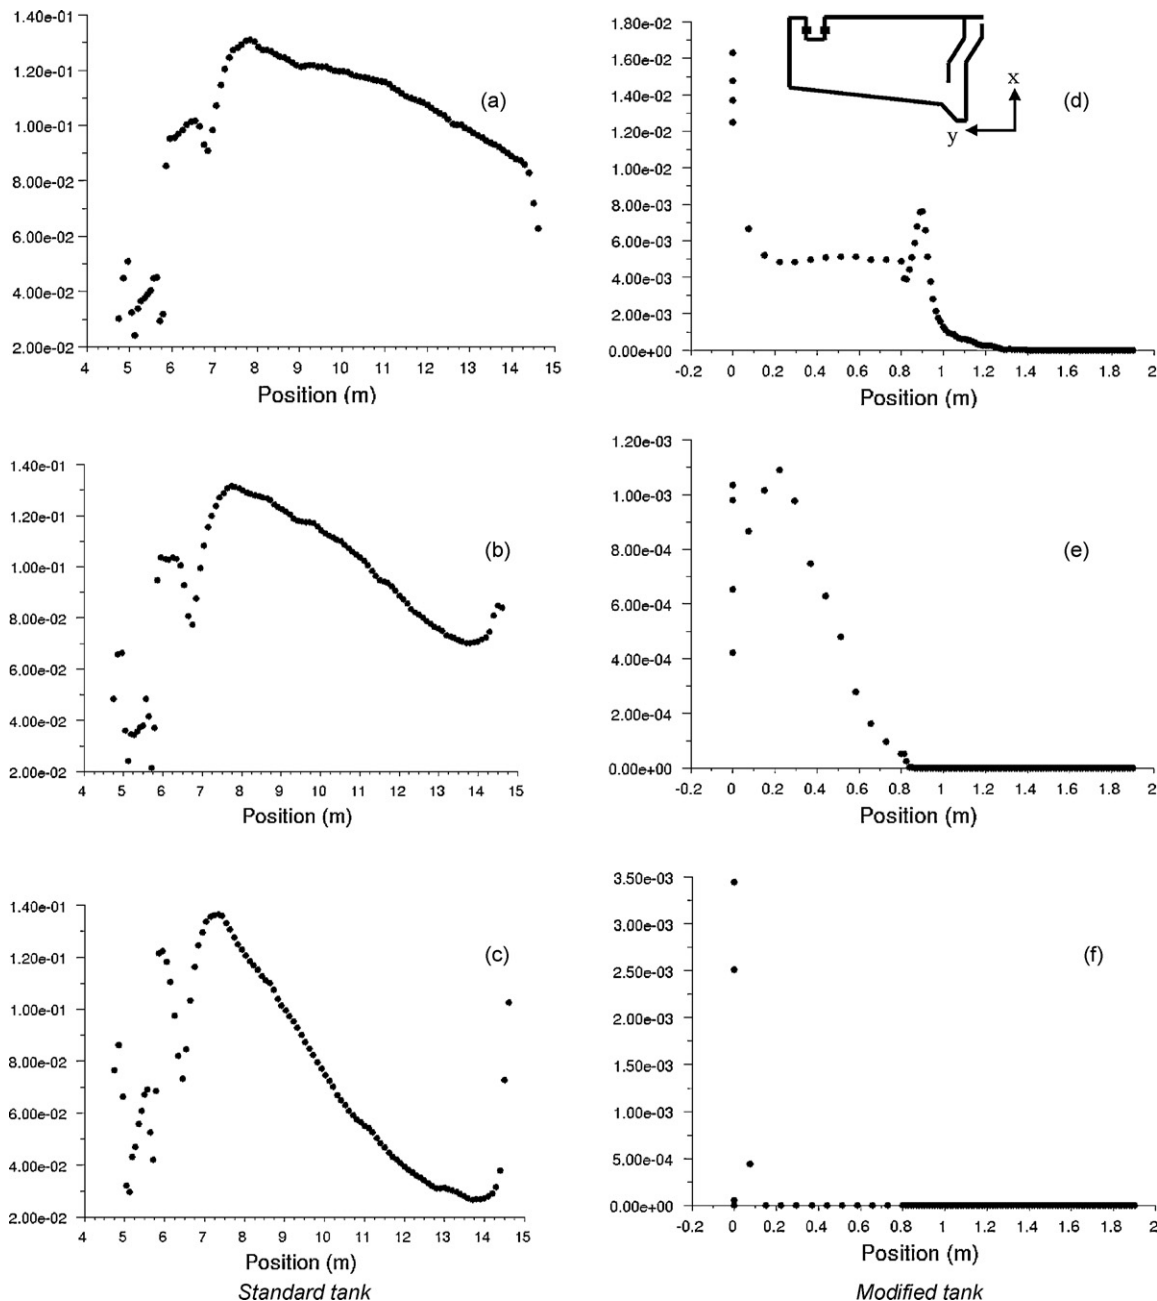 1.40e-01
1.20e-01
1.00e-01
8.00e-02
6.00e-02
4.00e-02
2.00e-02
(a)
4 5 6 7 8 9 10 11 12 13 14 15
Position (m)
1.80e-02
1.60e-02
1.40e-02
1.20e-02
1.00e-02
8.00e-03
6.00e-03
4.00e-03
2.00e-03
0.00e+00
x
y
(d)
-0.2 0 0.2 0.4 0.6 0.8 1 1.2 1.4 1.6 1.8 2
Position (m)
1.40e-01
1.20e-01
1.00e-01
8.00e-02
6.00e-02
4.00e-02
2.00e-02
(b)
4 5 6 7 8 9 10 11 12 13 14 15
Position (m)
1.20e-03
1.00e-03
8.00e-04
6.00e-04
4.00e-04
2.00e-04
0.00e+00
(e)
-0.2 0 0.2 0.4 0.6 0.8 1 1.2 1.4 1.6 1.8 2
Position (m)
1.40e-01
1.20e-01
1.00e-01
8.00e-02
6.00e-02
4.00e-02
2.00e-02
(c)
4 5 6 7 8 9 10 11 12 13 14 15
Position (m)
Standard tank
3.50e-03
3.00e-03
2.50e-03
2.00e-03
1.50e-03
1.00e-03
5.00e-04
0.00e+00
(f)
-0.2 0 0.2 0.4 0.6 0.8 1 1.2 1.4 1.6 1.8 2
Position (m)
Modified tank